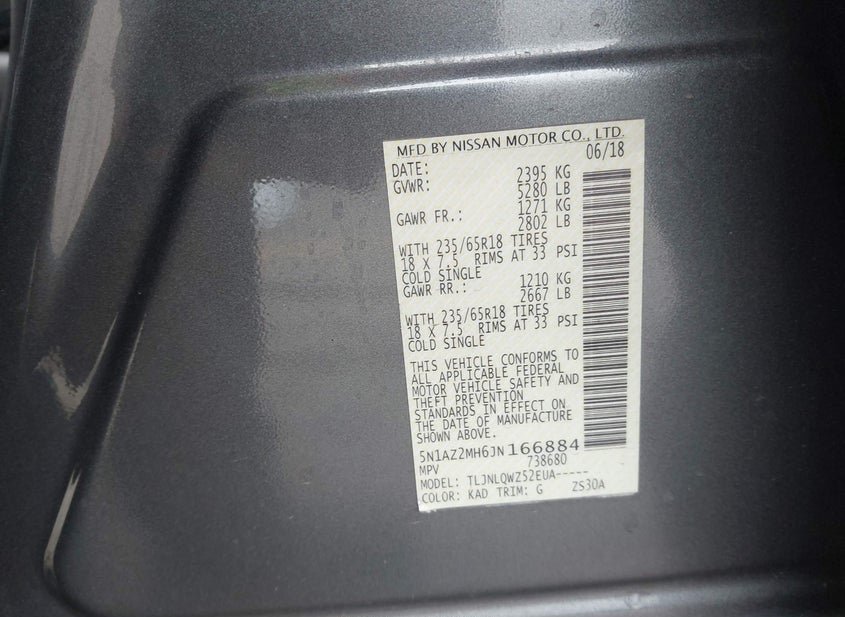 MFD BY NISSAN MOTOR CO., LTD.
DATE: 06/18
GVWR: 2395 KG
5280 LB
GAWR FR.: 1271 KG
2802 LB
WITH 235/65R18 TIRES
18 X 7.5 RIMS AT 33 PSI
COLD SINGLE
GAWR RR.: 1210 KG
2667 LB
WITH 235/65R18 TIRES
18 X 7.5 RIMS AT 33 PSI
COLD SINGLE
THIS VEHICLE CONFORMS TO
ALL APPLICABLE FEDERAL
MOTOR VEHICLE SAFETY AND
THEFT PREVENTION
STANDARDS IN EFFECT ON
THE DATE OF MANUFACTURE
SHOWN ABOVE.
5N1AZ2MH6JN166884
MPV 738680
MODEL: TLJNLQWZ52EUA-----
COLOR: KAD TRIM: G ZS30A